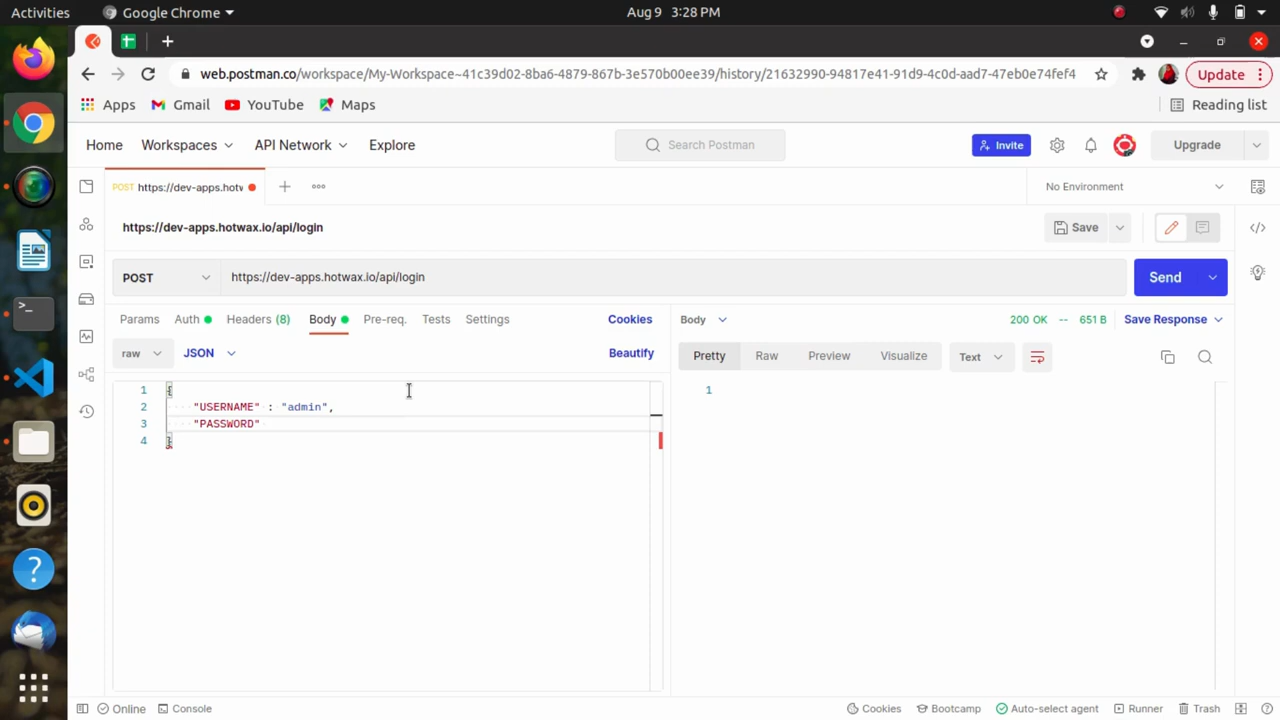 Activities
Google Chrome
Aug 9 3:28 PM
web.postman.co/workspace/My-Workspace~41c39d02-8ba6-4879-867b-3e570b00ee39/history/21632990-94817e41-91d9-4c0d-aad7-47eb0e74fef4
Update
Apps
Gmail
YouTube
Maps
Reading list
Home
Workspaces
API Network
Explore
Search Postman
Invite
Upgrade
POST https://dev-apps.hotw
No Environment
https://dev-apps.hotwax.io/api/login
Save
POST
https://dev-apps.hotwax.io/api/login
Send
Params
Auth
Headers (8)
Body
Pre-req.
Tests
Settings
Cookies
Body
200 OK -- 651 B
Save Response
raw
JSON
Beautify
Pretty
Raw
Preview
Visualize
Text
1 {
2 "USERNAME" : "admin",
3 "PASSWORD"
4 }
1
Online
Console
Cookies
Bootcamp
Auto-select agent
Runner
Trash